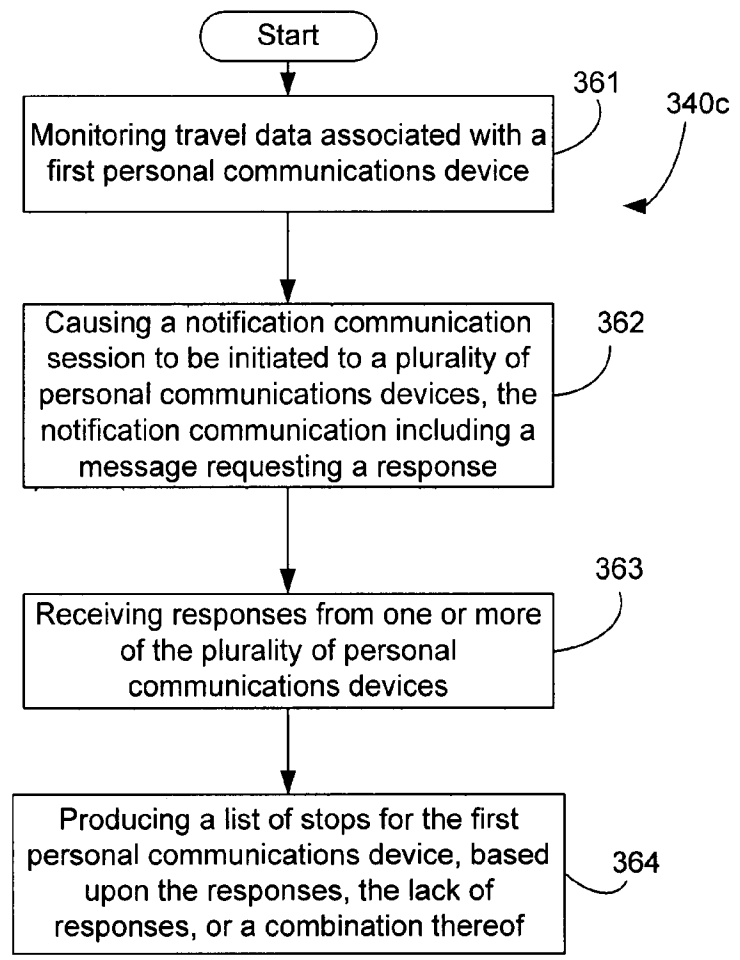 Start
361
340c
Monitoring travel data associated with a
first personal communications device
362
Causing a notification communication
session to be initiated to a plurality of
personal communications devices, the
notification communication including a
message requesting a response
363
Receiving responses from one or more
of the plurality of personal
communications devices
364
Producing a list of stops for the first
personal communications device, based
upon the responses, the lack of
responses, or a combination thereof